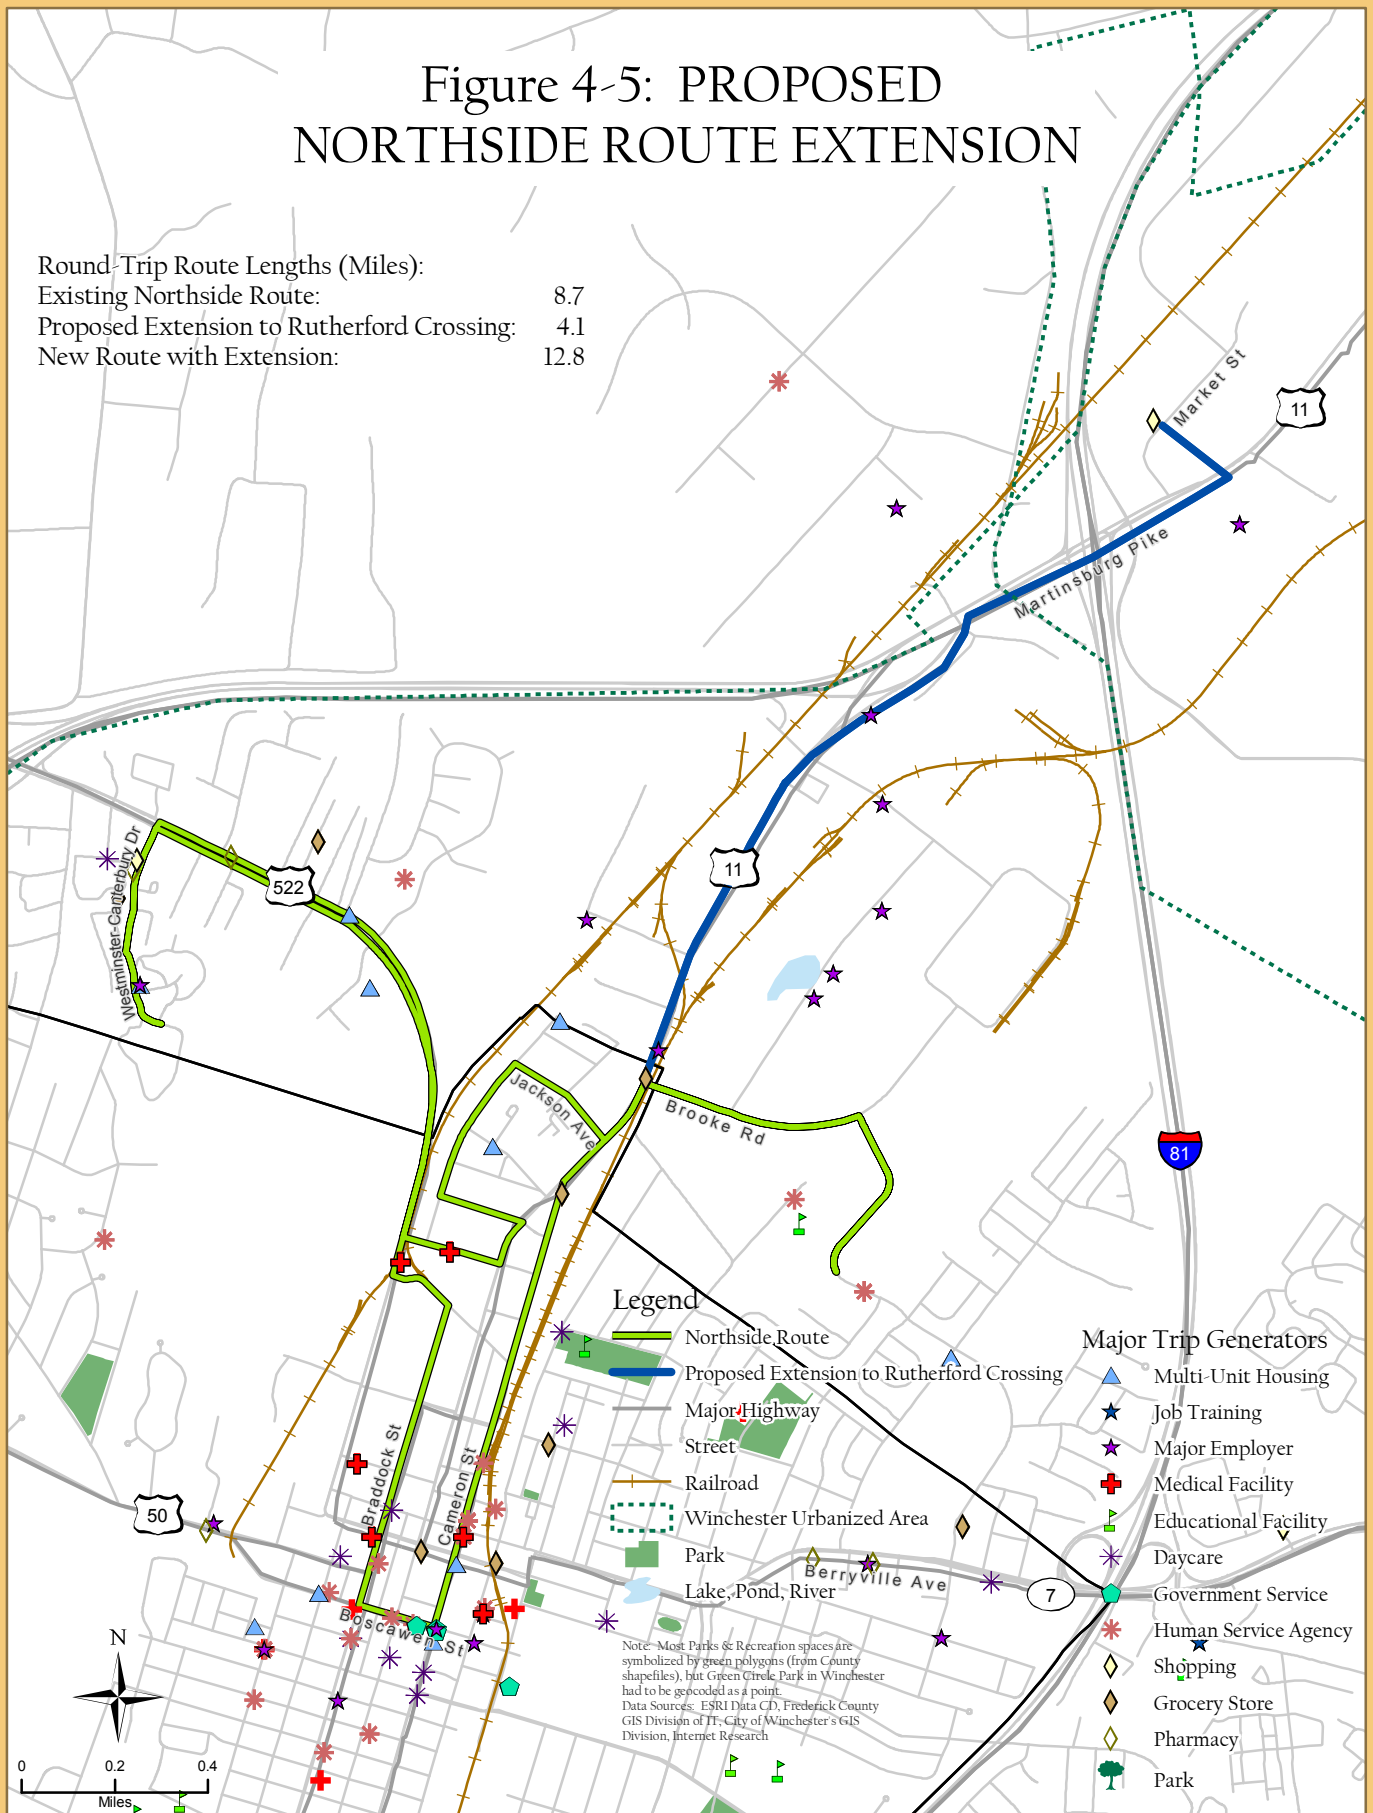 Figure 4-5: PROPOSED
NORTHSIDE ROUTE EXTENSION
Round-Trip Route Lengths (Miles):
Existing Northside Route: 8.7
Proposed Extension to Rutherford Crossing: 4.1
New Route with Extension: 12.8
Market St
11
Martinsburg Pike
11
522
Westminster-Canterbury Dr
Jackson Ave
Brooke Rd
81
Legend
Northside Route
Proposed Extension to Rutherford Crossing
Major Highway
Street
Railroad
Winchester Urbanized Area
Park
Lake, Pond, River
Major Trip Generators
Multi-Unit Housing
Job Training
Major Employer
Medical Facility
Educational Facility
Daycare
Government Service
Human Service Agency
Shopping
Grocery Store
Pharmacy
Park
Braddock St
Cameron St
50
Berryville Ave
7
Boscawen St
Note: Most Parks & Recreation spaces are
symbolized by green polygons (from County
shapefiles), but Green Circle Park in Winchester
had to be geocoded as a point.
Data Sources: ESRI Data CD, Frederick County
GIS Division of IT, City of Winchester's GIS
Division, Internet Research
N
0 0.2 0.4
Miles